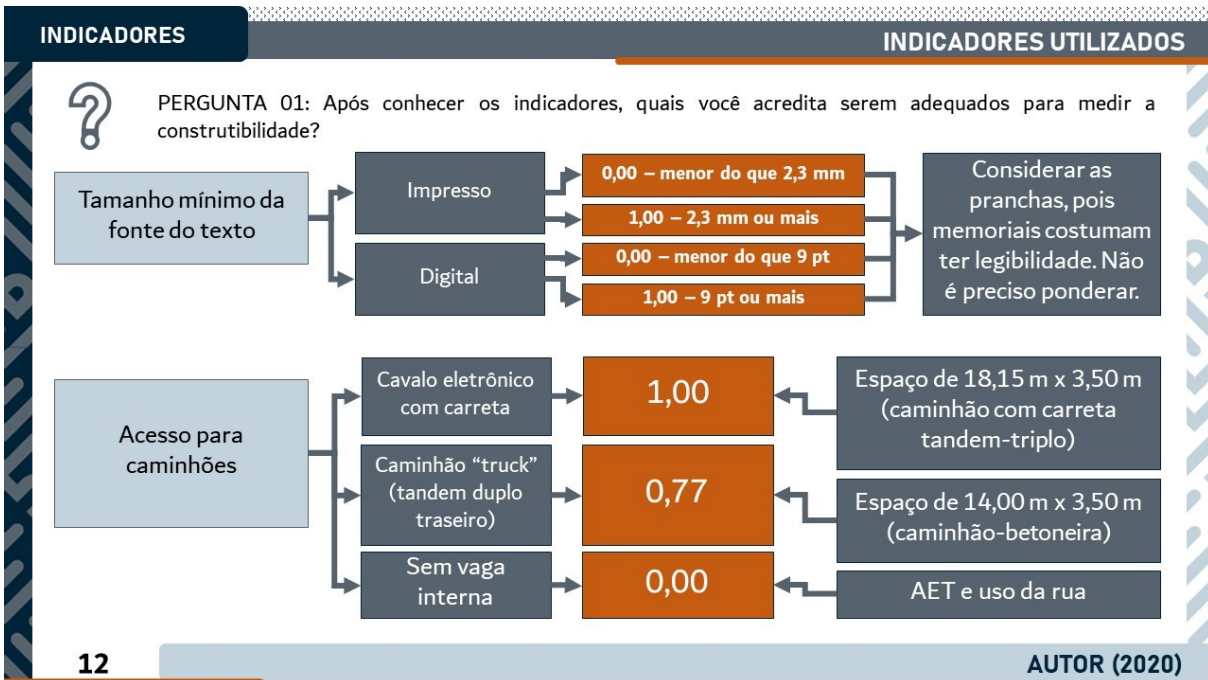 INDICADORES
INDICADORES UTILIZADOS
PERGUNTA 01: Após conhecer os indicadores, quais você acredita serem adequados para medir a
construtibilidade?
Tamanho mínimo da
fonte do texto
Impresso
Digital
0,00 – menor do que 2,3 mm
1,00 – 2,3 mm ou mais
0,00 – menor do que 9 pt
1,00 – 9 pt ou mais
Considerar as
pranchas, pois
memoriais costumam
ter legibilidade. Não
é preciso ponderar.
Acesso para
caminhões
Cavalo eletrônico
com carreta
1,00
Espaço de 18,15 m x 3,50 m
(caminhão com carreta
tandem-triplo)
Caminhão “truck”
(tandem duplo
traseiro)
0,77
Espaço de 14,00 m x 3,50 m
(caminhão-betoneira)
Sem vaga
interna
0,00
AET e uso da rua
12
AUTOR (2020)